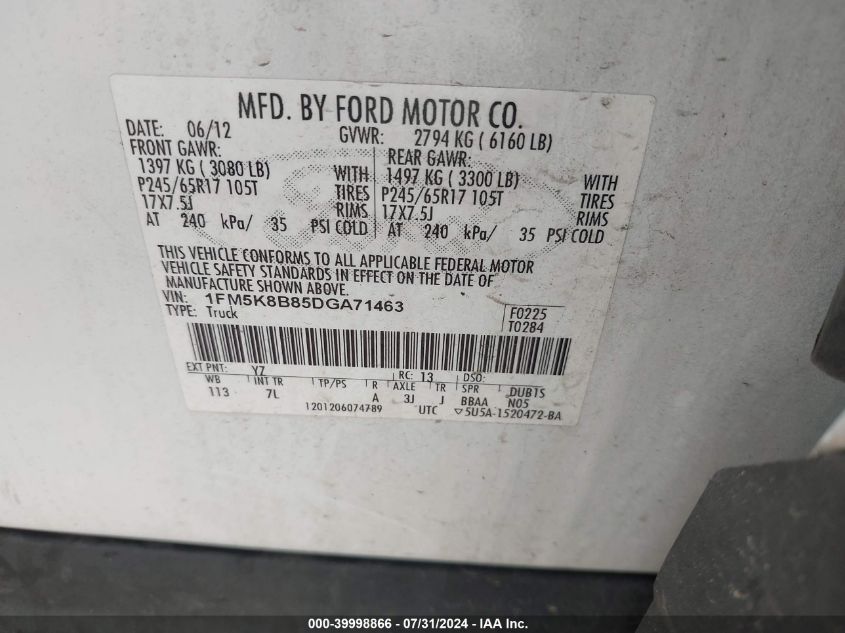 MFD. BY FORD MOTOR CO.
DATE: 06/12 GVWR: 2794 KG ( 6160 LB)
FRONT GAWR: REAR GAWR:
1397 KG ( 3080 LB) WITH 1497 KG ( 3300 LB) WITH
P245/65R17 105T TIRES P245/65R17 105T TIRES
17X7.5J RIMS 17X7.5J RIMS
AT 240 kPa/ 35 PSI COLD AT 240 kPa/ 35 PSI COLD
THIS VEHICLE CONFORMS TO ALL APPLICABLE FEDERAL MOTOR
VEHICLE SAFETY STANDARDS IN EFFECT ON THE DATE OF
MANUFACTURE SHOWN ABOVE.
VIN: 1FM5K8B85DGA71463 F0225
TYPE: Truck T0284
EXT PNT: YZ RC: 13 DSO:
WB INT TR TP/PS R AXLE TR SPR DUBTS
113 7L A 3J J BBAA N05
1201206074789 UTC ▽5U5A-1520472-BA
000-39998866 - 07/31/2024 - IAA Inc.